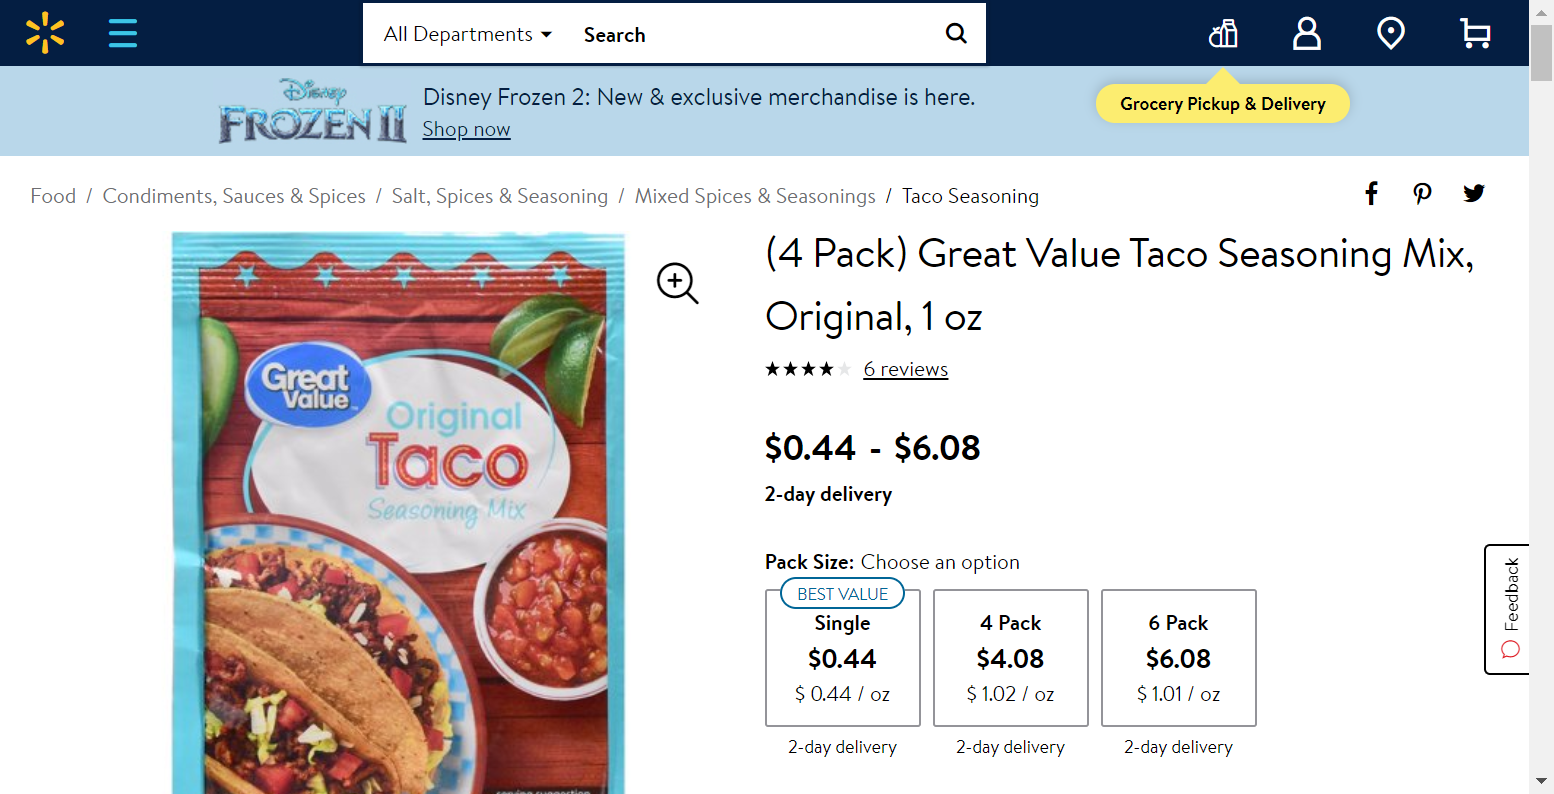 All Departments
Search
Disney
FROZEN II
Disney Frozen 2: New & exclusive merchandise is here.
Shop now
Grocery Pickup & Delivery
Food / Condiments, Sauces & Spices / Salt, Spices & Seasoning / Mixed Spices & Seasonings / Taco Seasoning
Great
Value
TM
Original
Taco
Seasoning Mix
(4 Pack) Great Value Taco Seasoning Mix,
Original, 1 oz
6 reviews
$0.44 - $6.08
2-day delivery
Pack Size: Choose an option
BEST VALUE
Single
$0.44
$ 0.44 / oz
2-day delivery
4 Pack
$4.08
$ 1.02 / oz
2-day delivery
6 Pack
$6.08
$ 1.01 / oz
2-day delivery
Feedback